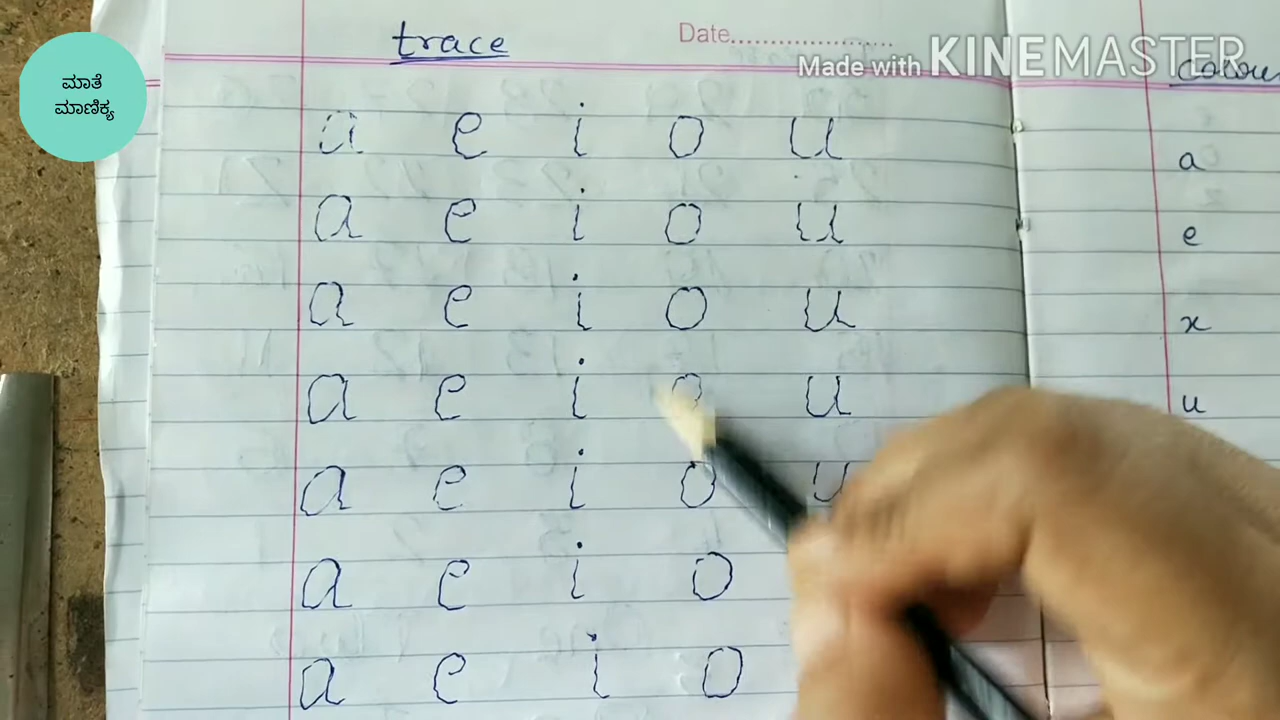 ಮಾತೆ
ಮಾಣಿಕ್ಯ
trace
Date
Made with KINEMASTER
a e i o u
a e i o u
a e i o u
a e i o u
a e i o u
a e i o
a e i o
a
e
x
u